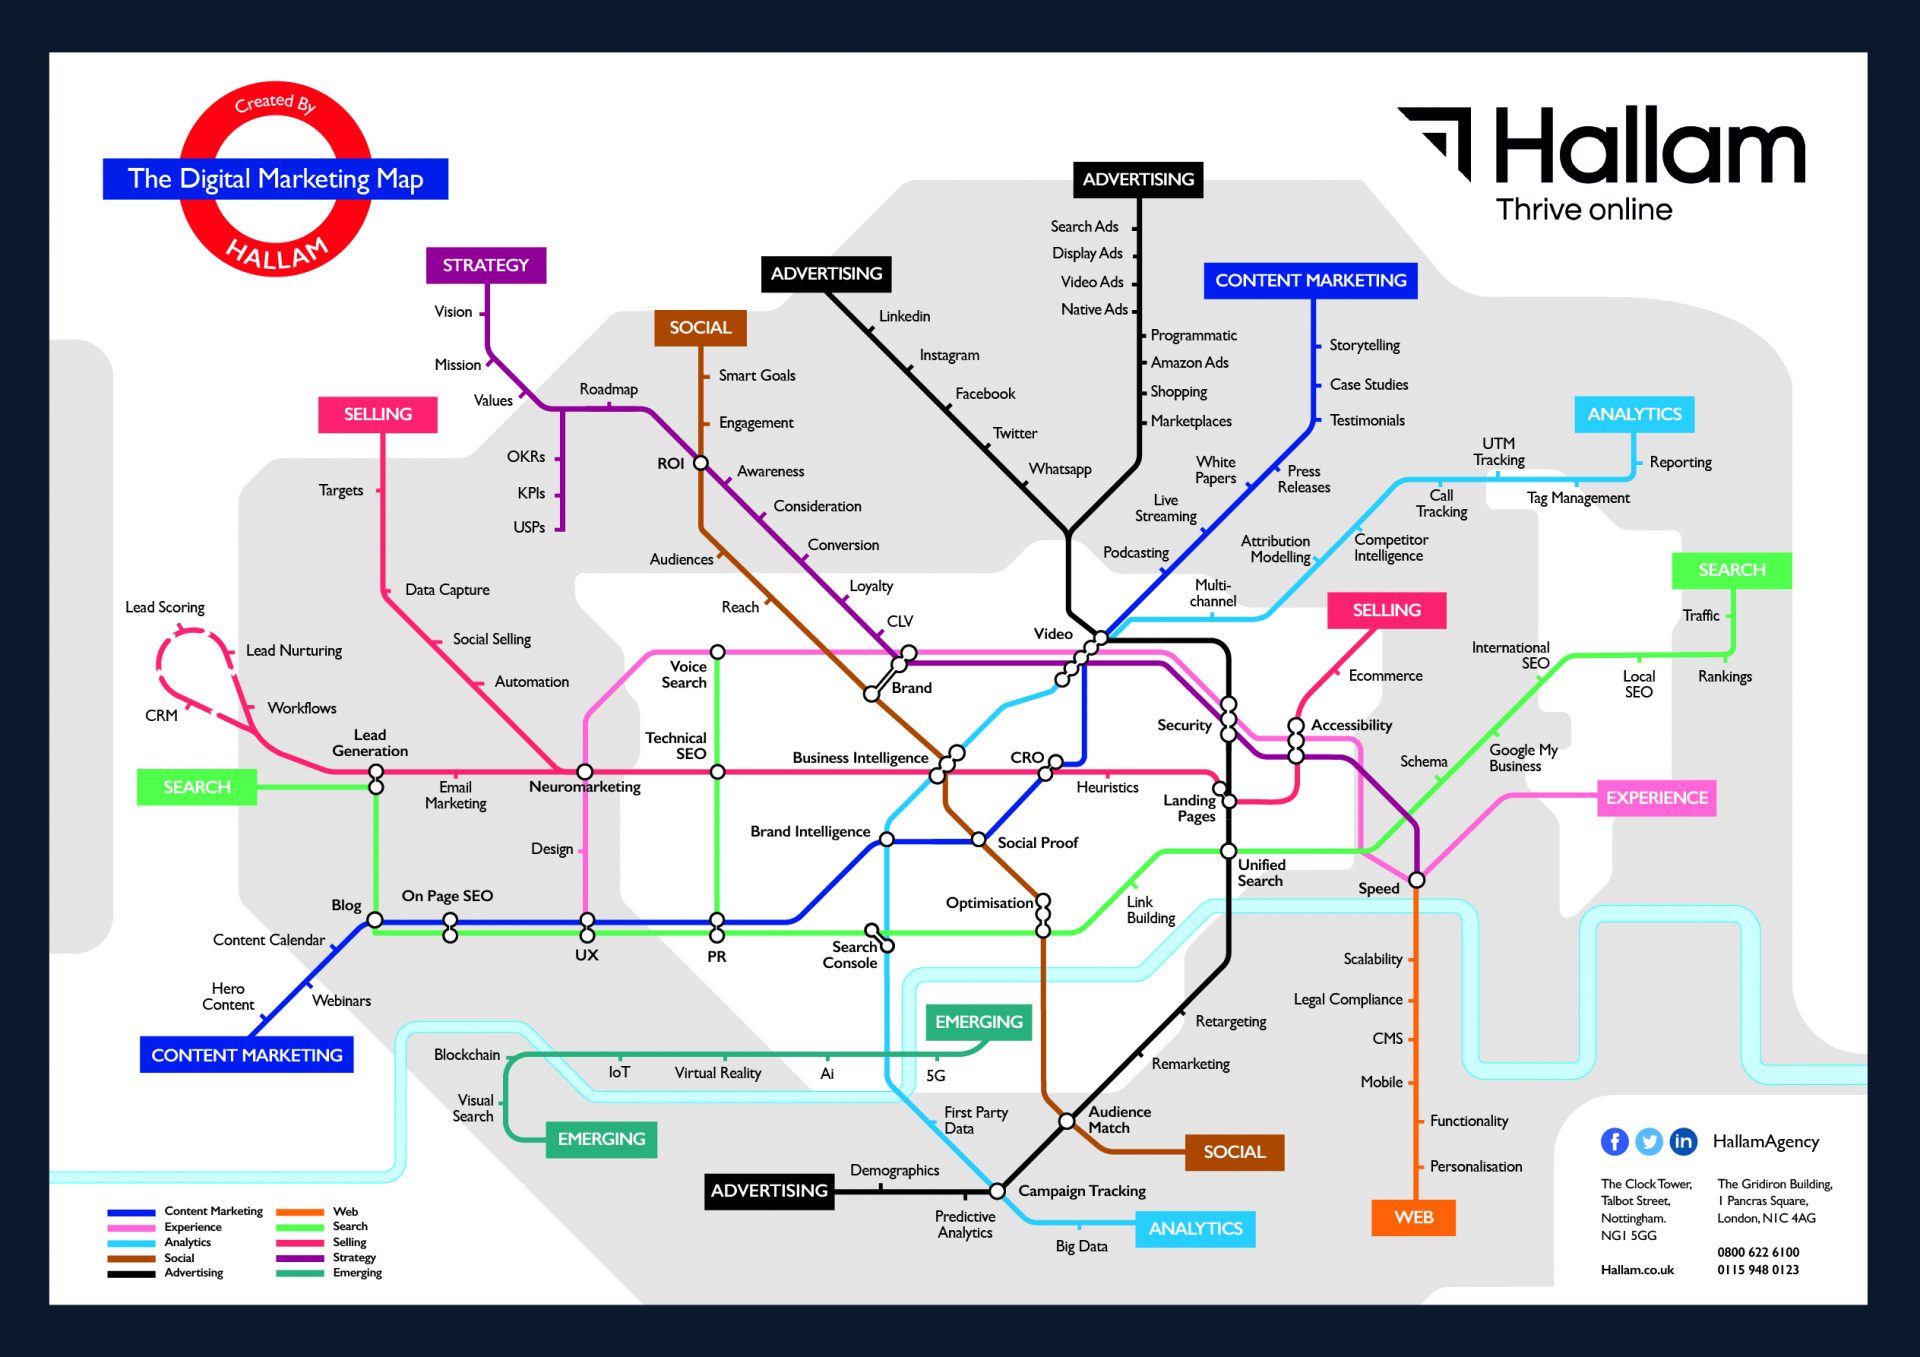 Created By
The Digital Marketing Map
HALLAM
Hallam
Thrive online
ADVERTISING
Search Ads
Display Ads
Video Ads
Native Ads
Programmatic
Amazon Ads
Shopping
Marketplaces
STRATEGY
Vision
Mission
Values
Roadmap
OKRs
KPIs
USPs
Awareness
Consideration
Conversion
Loyalty
CLV
ADVERTISING
Linkedin
Instagram
Facebook
Twitter
Whatsapp
CONTENT MARKETING
Storytelling
Case Studies
Testimonials
Press
Releases
White
Papers
Live
Streaming
Podcasting
SOCIAL
Smart Goals
Engagement
ROI
Audiences
Reach
SELLING
Targets
Data Capture
Social Selling
Automation
ANALYTICS
Reporting
UTM
Tracking
Tag Management
Call
Tracking
Competitor
Intelligence
Attribution
Modelling
Multi-
channel
SEARCH
Traffic
Rankings
Local
SEO
International
SEO
Google My
Business
Schema
SELLING
Ecommerce
Accessibility
Lead Scoring
Lead Nurturing
Workflows
CRM
Lead
Generation
SEARCH
Email
Marketing
Neuromarketing
Voice
Search
Technical
SEO
Brand
Video
Security
Business Intelligence
CRO
Heuristics
Landing
Pages
EXPERIENCE
Design
Brand Intelligence
Social Proof
Unified
Search
Speed
Blog
On Page SEO
UX
PR
Optimisation
Link
Building
Search
Console
Content Calendar
Hero
Content
Webinars
CONTENT MARKETING
EMERGING
Blockchain
IoT
Virtual Reality
Ai
5G
Visual
Search
EMERGING
Scalability
Legal Compliance
CMS
Mobile
Functionality
Personalisation
WEB
Retargeting
Remarketing
First Party
Data
Audience
Match
SOCIAL
ADVERTISING
Demographics
Predictive
Analytics
Campaign Tracking
Big Data
ANALYTICS
Content Marketing
Experience
Analytics
Social
Advertising
Web
Search
Selling
Strategy
Emerging
f
in
HallamAgency
The Clock Tower,
Talbot Street,
Nottingham.
NG1 5GG
Hallam.co.uk
The Gridiron Building,
1 Pancras Square,
London, N1C 4AG
0800 622 6100
0115 948 0123